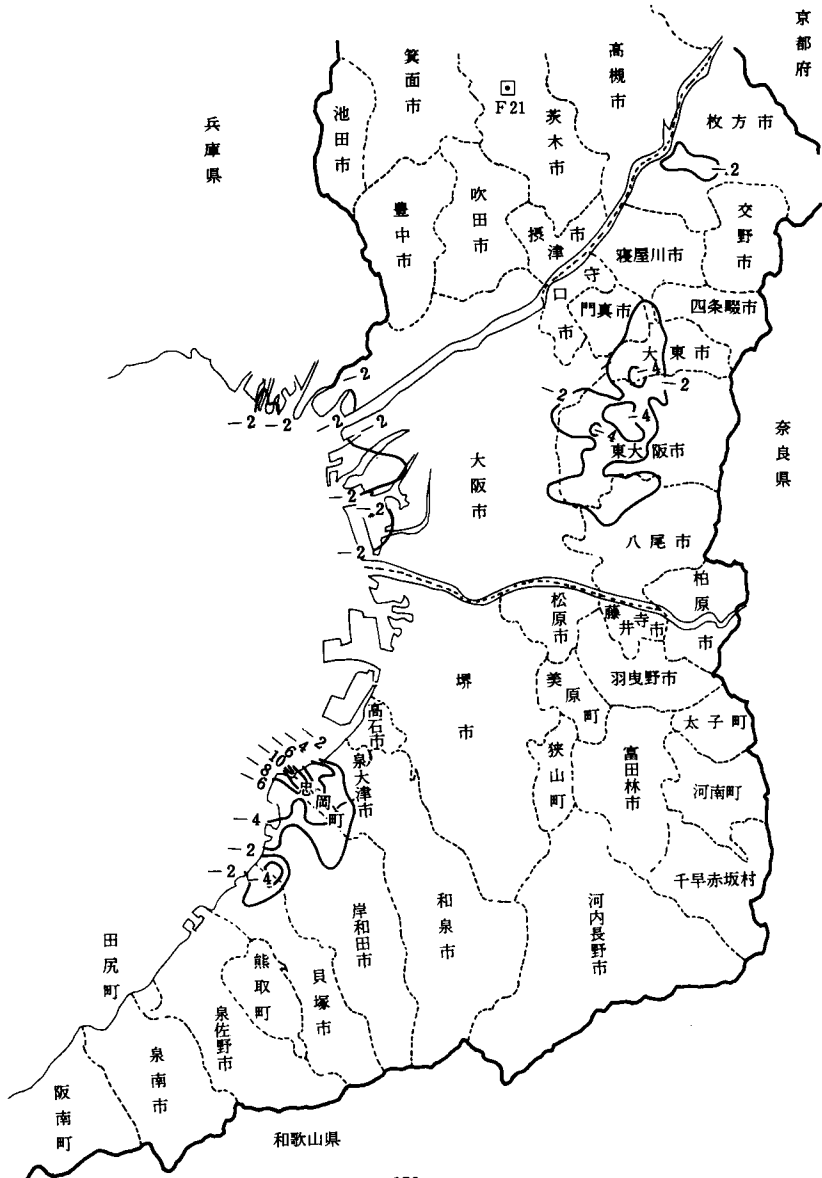 京都府
兵庫県
箕面市
高槻市
池田市
F21
茨木市
枚方市
-.2
豊中市
吹田市
摂津市
交野市
寝屋川市
守口市
門真市
四条畷市
大東市
-4
-2
-2
-2
-2
-2
-2
-2
-4
-4
東大阪市
大阪市
奈良県
-2
-2
-2
八尾市
柏原市
松原市
藤井寺市
羽曳野市
美原町
堺市
高石市
太子町
狭山町
富田林市
河南町
泉大津市
-2
-4
-6
-10
-8
-6
忠岡町
-4
-2
-2
-4
千早赤坂村
和泉市
岸和田市
河内長野市
田尻町
熊取町
貝塚市
泉佐野市
泉南市
阪南町
和歌山県